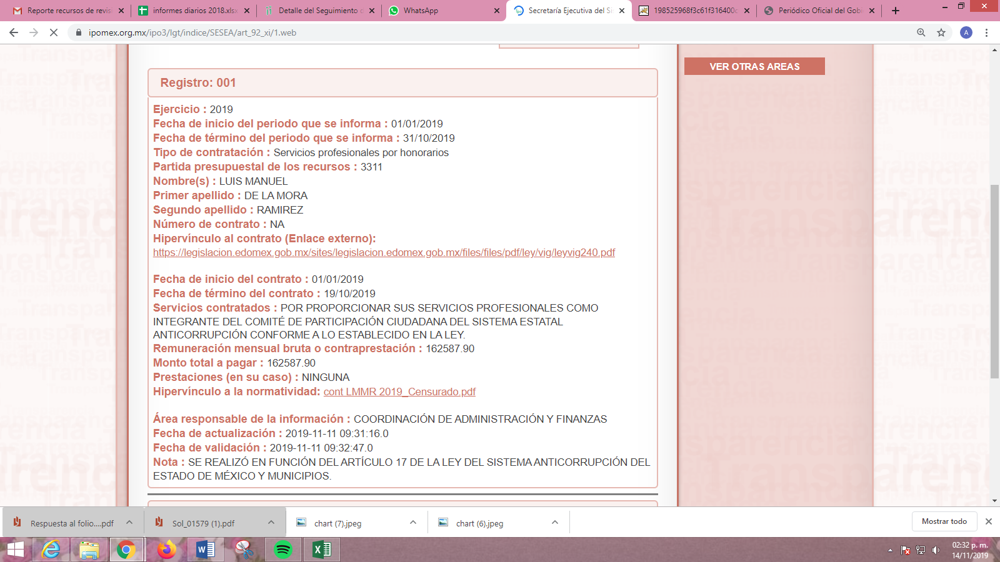 Reporte recursos de revisi
informes diarios 2018.xlsx
Detalle del Seguimiento d
WhatsApp
Secretaría Ejecutiva del Si
198525968f3c61f316400c
Periódico Oficial del Gobi
ipomex.org.mx/ipo3/lgt/indice/SESEA/art_92_xi/1.web
A
VER OTRAS AREAS
Registro: 001
Ejercicio : 2019
Fecha de inicio del periodo que se informa : 01/01/2019
Fecha de término del periodo que se informa : 31/10/2019
Tipo de contratación : Servicios profesionales por honorarios
Partida presupuestal de los recursos : 3311
Nombre(s) : LUIS MANUEL
Primer apellido : DE LA MORA
Segundo apellido : RAMIREZ
Número de contrato : NA
Hipervínculo al contrato (Enlace externo):
https://legislacion.edomex.gob.mx/sites/legislacion.edomex.gob.mx/files/files/pdf/ley/vig/leyvig240.pdf
Fecha de inicio del contrato : 01/01/2019
Fecha de término del contrato : 19/10/2019
Servicios contratados : POR PROPORCIONAR SUS SERVICIOS PROFESIONALES COMO
INTEGRANTE DEL COMITÉ DE PARTICIPACIÓN CIUDADANA DEL SISTEMA ESTATAL
ANTICORRUPCIÓN CONFORME A LO ESTABLECIDO EN LA LEY.
Remuneración mensual bruta o contraprestación : 162587.90
Monto total a pagar : 162587.90
Prestaciones (en su caso) : NINGUNA
Hipervínculo a la normatividad: cont LMMR 2019_Censurado.pdf
Área responsable de la información : COORDINACIÓN DE ADMINISTRACIÓN Y FINANZAS
Fecha de actualización : 2019-11-11 09:31:16.0
Fecha de validación : 2019-11-11 09:32:47.0
Nota : SE REALIZÓ EN FUNCIÓN DEL ARTÍCULO 17 DE LA LEY DEL SISTEMA ANTICORRUPCIÓN DEL
ESTADO DE MÉXICO Y MUNICIPIOS.
Respuesta al folio....pdf
Sol_01579 (1).pdf
chart (7).jpeg
chart (6).jpeg
Mostrar todo
02:32 p. m.
14/11/2019